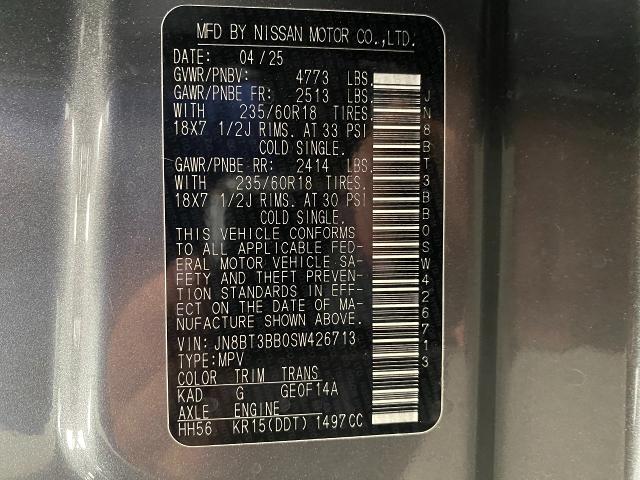 MFD BY NISSAN MOTOR CO.,LTD.
DATE: 04/25
GVWR/PNBV: 4773 LBS.
GAWR/PNBE FR: 2513 LBS.
WITH 235/60R18 TIRES.
18X7 1/2J RIMS. AT 33 PSI
COLD SINGLE.
GAWR/PNBE RR: 2414 LBS.
WITH 235/60R18 TIRES.
18X7 1/2J RIMS. AT 30 PSI
COLD SINGLE.
THIS VEHICLE CONFORMS
TO ALL APPLICABLE FED-
ERAL MOTOR VEHICLE SA-
FETY AND THEFT PREVEN-
TION STANDARDS IN EFF-
ECT ON THE DATE OF MA-
NUFACTURE SHOWN ABOVE.
VIN: JN8BT3BB0SW426713
TYPE:MPV
COLOR TRIM TRANS
KAD G GE0F14A
AXLE ENGINE
HH56 KR15(DDT) 1497CC
JN8BT3BB0SW426713